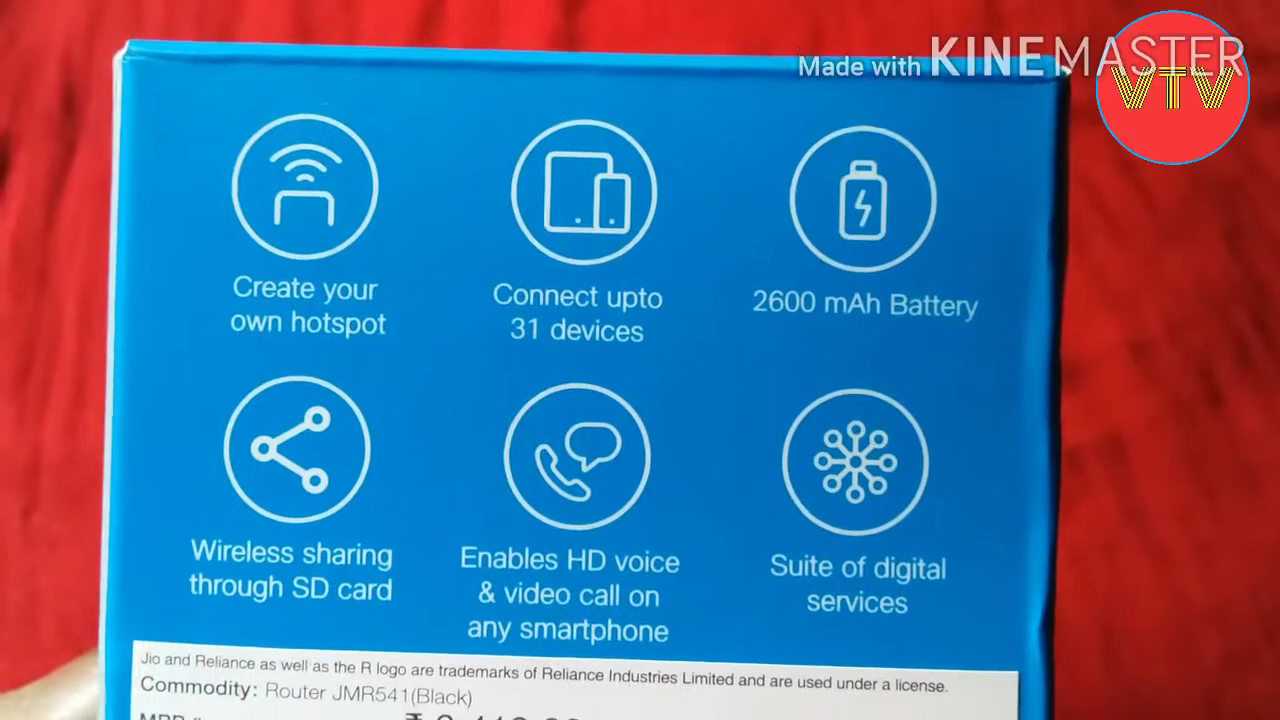 Made with KINEMASTER
VTV
Create your
own hotspot
Connect upto
31 devices
2600 mAh Battery
Wireless sharing
through SD card
Enables HD voice
& video call on
any smartphone
Suite of digital
services
Jio and Reliance as well as the R logo are trademarks of Reliance Industries Limited and are used under a license.
Commodity: Router JMR541(Black)